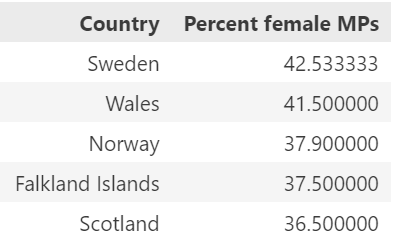 Country Percent female MPs
Sweden 42.533333
Wales 41.500000
Norway 37.900000
Falkland Islands 37.500000
Scotland 36.500000